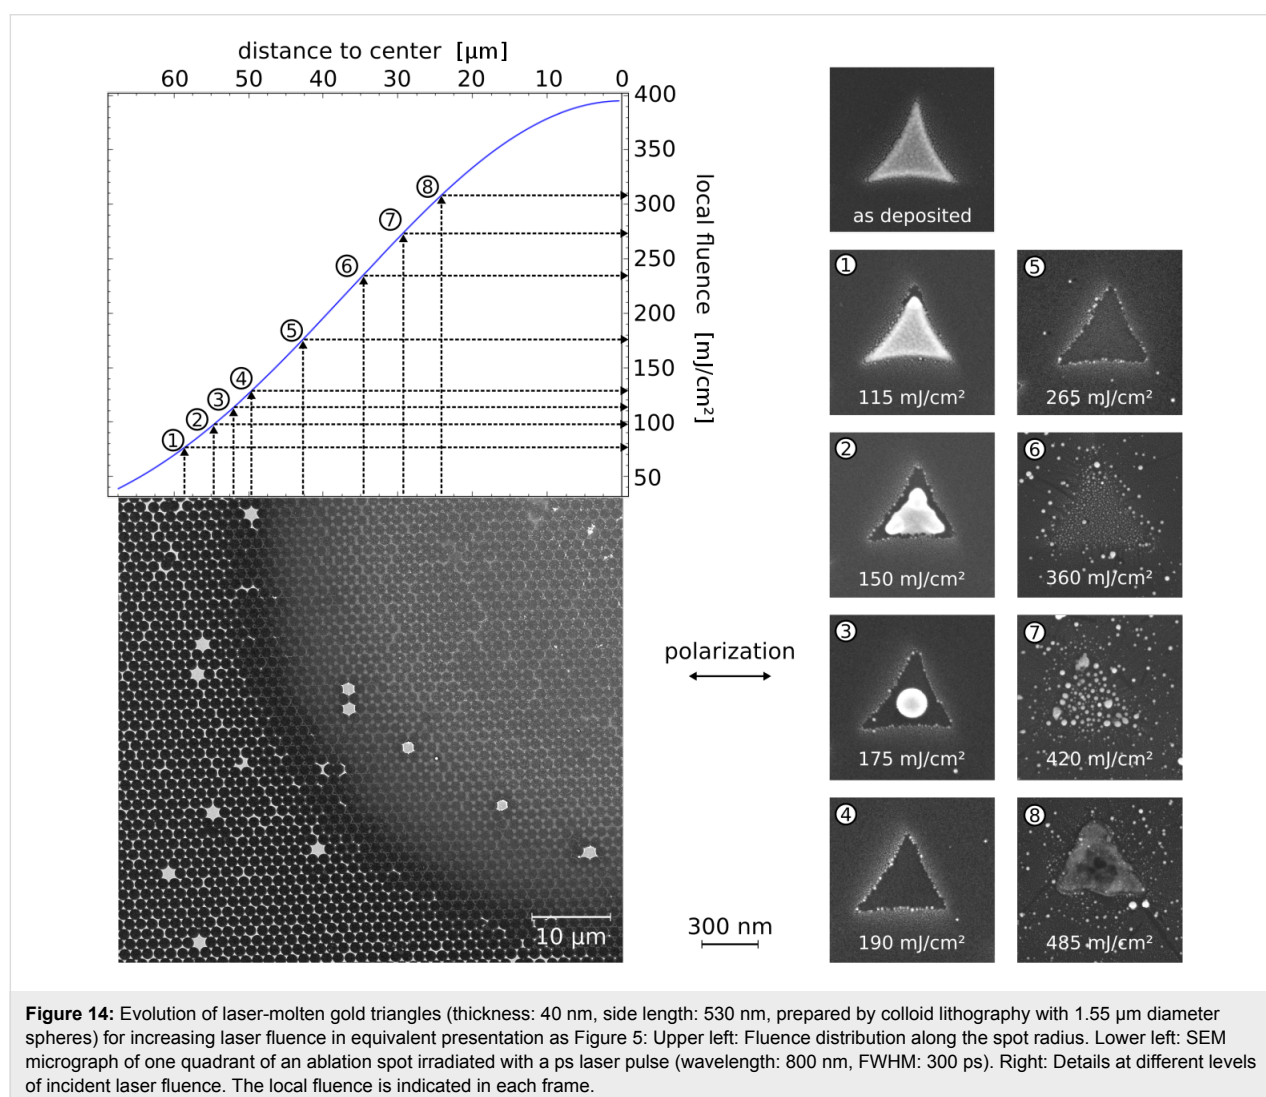 distance to center [µm]
60 50 40 30 20 10 0
400
350
300
250
200
150
100
50
local fluence [mJ/cm²]
①
②
③
④
⑤
⑥
⑦
⑧
10 µm
polarization
300 nm
as deposited
①
115 mJ/cm²
②
150 mJ/cm²
③
175 mJ/cm²
④
190 mJ/cm²
⑤
265 mJ/cm²
⑥
360 mJ/cm²
⑦
420 mJ/cm²
⑧
485 mJ/cm²
Figure 14: Evolution of laser-molten gold triangles (thickness: 40 nm, side length: 530 nm, prepared by colloid lithography with 1.55 µm diameter
spheres) for increasing laser fluence in equivalent presentation as Figure 5: Upper left: Fluence distribution along the spot radius. Lower left: SEM
micrograph of one quadrant of an ablation spot irradiated with a ps laser pulse (wavelength: 800 nm, FWHM: 300 ps). Right: Details at different levels
of incident laser fluence. The local fluence is indicated in each frame.